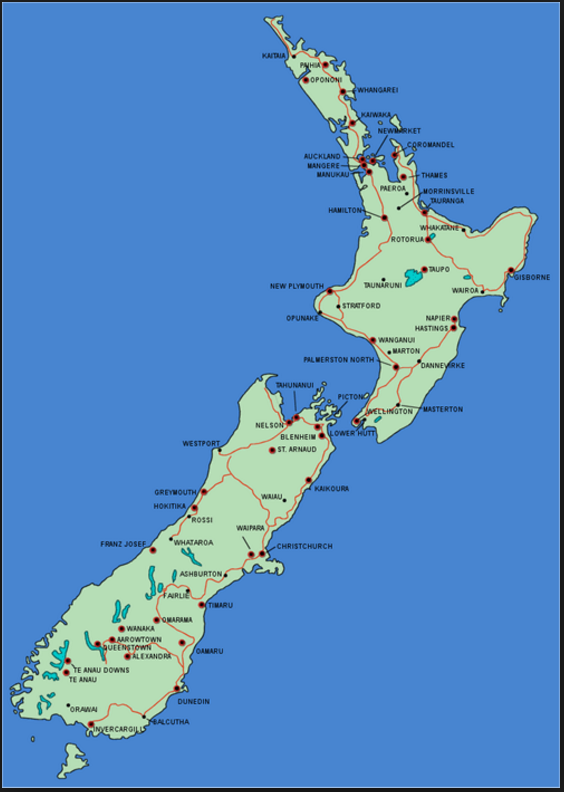 KAITAIA
PAIHIA
OPONONI
WHANGAREI
KAIWAKA
NEWMARKET
COROMANDEL
AUCKLAND
MANGERE
MANUKAU
THAMES
PAEROA
MORRINSVILLE
TAURANGA
HAMILTON
WHAKATANE
ROTORUA
TAUPO
GISBORNE
TAUNARUNI
NEW PLYMOUTH
WAIROA
STRATFORD
OPUNAKE
NAPIER
HASTINGS
WANGANUI
MARTON
PALMERSTON NORTH
DANNEVIRKE
TAHUNANUI
PICTON
MASTERTON
WELLINGTON
NELSON
LOWER HUTT
BLENHEIM
WESTPORT
ST. ARNAUD
KAIKOURA
GREYMOUTH
WAIAU
HOKITIKA
ROSSI
WAIPARA
WHATAROA
FRANZ JOSEF
CHRISTCHURCH
ASHBURTON
FAIRLIE
TIMARU
OMARAMA
WANAKA
AAROWTOWN
QUEENSTOWN
OAMARU
ALEXANDRA
TE ANAU DOWNS
TE ANAU
DUNEDIN
ORAWAI
BALCUTHA
INVERCARGILL